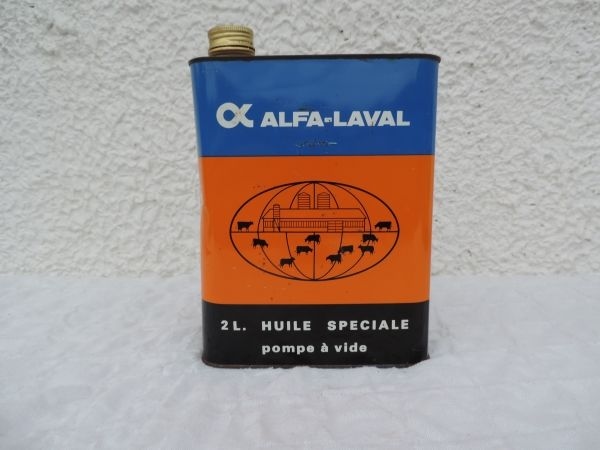 α ALFA-LAVAL
2 L. HUILE SPECIALE
pompe à vide